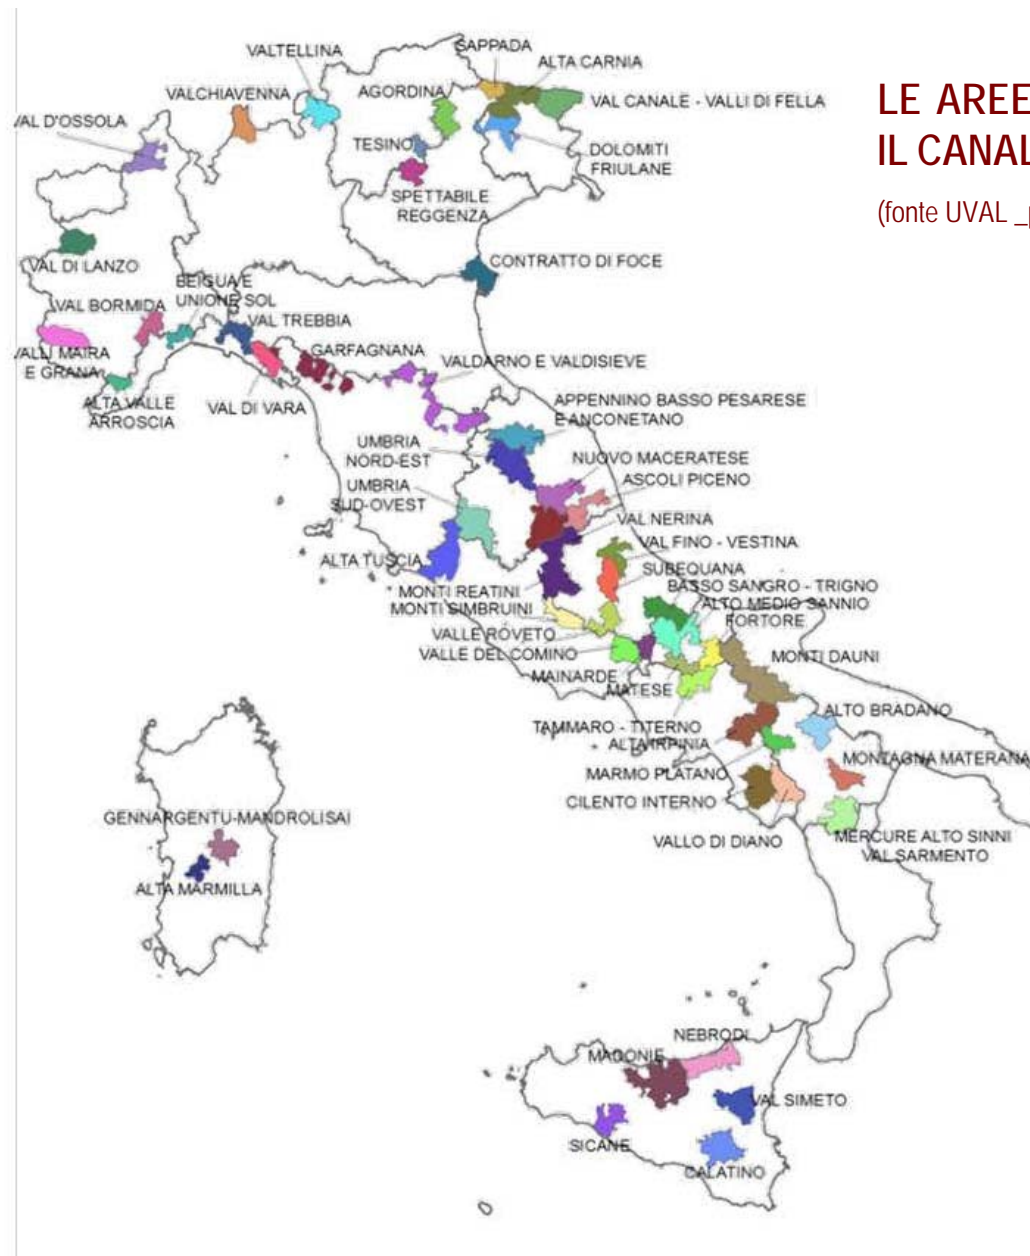 LE AREE
IL CANAL
(fonte UVAL _p
SAPPADA
VALTELLINA
ALTA CARNIA
VALCHIAVENNA
AGORDINA
VAL CANALE - VALLI DI FELLA
VAL D'OSSOLA
TESINO
DOLOMITI
FRIULANE
SPETTABILE
REGGENZA
CONTRATTO DI FOCE
VAL DI LANZO
BEIGUA E
UNIONE SOL
VAL BORMIDA
VAL TREBBIA
GARFAGNANA
VALLI MAIRA
E GRANA
VALDARNO E VALDISIEVE
ALTA VALLE
ARROSCIA
VAL DI VARA
APPENNINO BASSO PESARESE
E ANCONETANO
UMBRIA
NORD-EST
NUOVO MACERATESE
UMBRIA
SUD-OVEST
ASCOLI PICENO
VAL NERINA
VAL FINO - VESTINA
ALTA TUSCIA
SUBEQUANA
MONTI REATINI
BASSO SANGRO - TRIGNO
MONTI SIMBRUINI
ALTO MEDIO SANNIO
FORTORE
VALLE ROVETO
VALLE DEL COMINO
MONTI DAUNI
MAINARDE
MATESE
ALTO BRADANO
TAMMARO - TITERNO
ALTA IRPINIA
MONTAGNA MATERANA
MARMO PLATANO
CILENTO INTERNO
VALLO DI DIANO
MERCURE ALTO SINNI
VAL SARMENTO
GENNARGENTU-MANDROLISAI
ALTA MARMILLA
NEBRODI
MADONIE
VAL SIMETO
SICANE
CALATINO